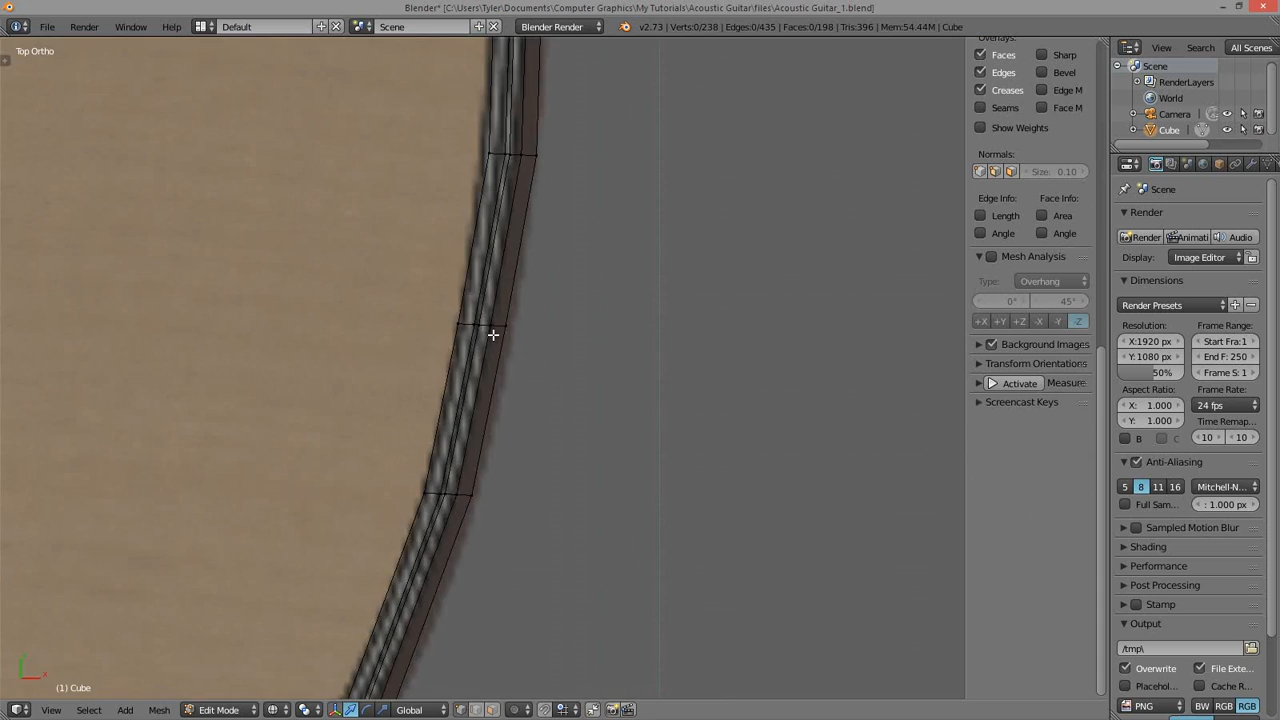 Blender* [C:\Users\Tyler\Documents\Computer Graphics\My Tutorials\Acoustic Guitar\files\Acoustic Guitar_1.blend]
File Render Window Help Default Scene Blender Render v2.73 | Verts:0/238 | Edges:0/435 | Faces:0/198 | Tris:396 | Mem:54.44M | Cube
Top Ortho
Overlays:
Faces Sharp
Edges Bevel
Creases Edge M
Seams Face M
Show Weights
Normals:
Size: 0.10
Edge Info: Face Info:
Length Area
Angle Angle
Mesh Analysis
Type: Overhang
0° 45°
+X +Y +Z -X -Y -Z
Background Images
Transform Orientations
Activate Measure
Screencast Keys
View Search All Scenes
Scene
RenderLayers
World
Camera
Cube
Scene
Render
Render Animati Audio
Display: Image Editor
Dimensions
Render Presets
Resolution: Frame Range:
X:1920 px Start Fra:1
Y:1080 px End F: 250
50% Frame S: 1
Aspect Ratio: Frame Rate:
X: 1.000 24 fps
Y: 1.000 Time Remap...
B C 10 10
Anti-Aliasing
5 8 11 16 Mitchell-N...
Full Sam... : 1.000 px
Sampled Motion Blur
Shading
Performance
Post Processing
Stamp
Output
/tmp\
Overwrite File Exte...
Placehol... Cache R...
PNG BW RGB RGB
(1) Cube
View Select Add Mesh Edit Mode Global